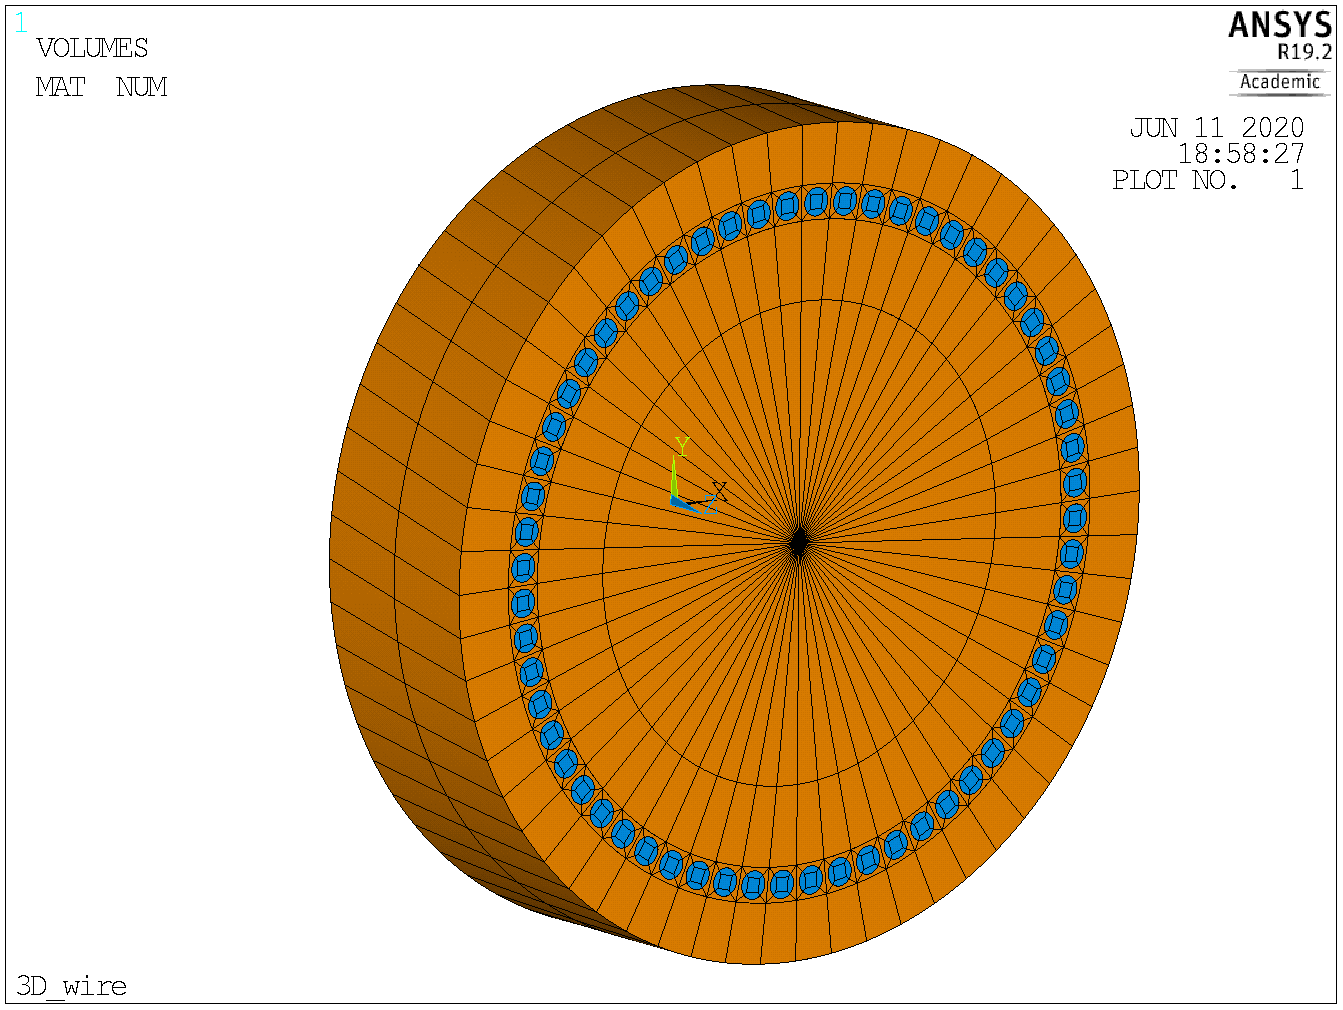 1
VOLUMES
MAT NUM
ANSYS
R19.2
Academic
JUN 11 2020
18:58:27
PLOT NO. 1
Y
X
3D_wire